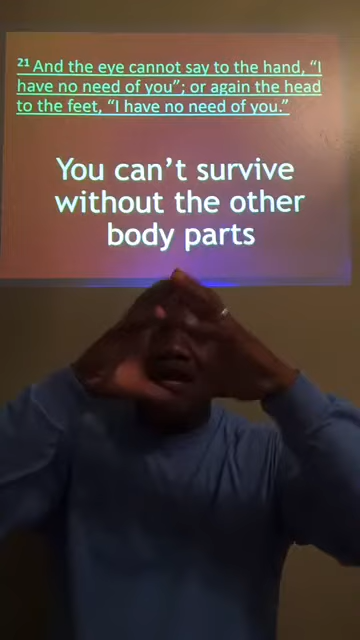 21 And the eye cannot say to the hand, “I
have no need of you”; or again the head
to the feet, “I have no need of you.”
You can’t survive
without the other
body parts